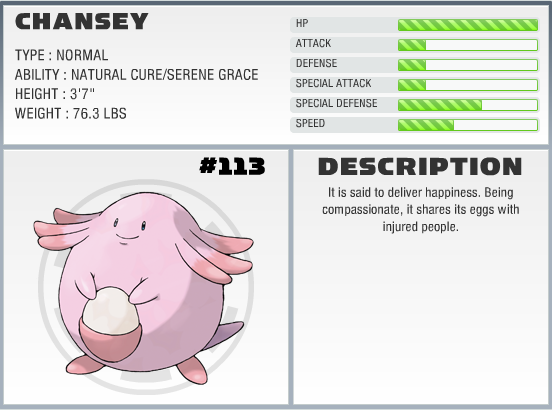 CHANSEY
TYPE : NORMAL
ABILITY : NATURAL CURE/SERENE GRACE
HEIGHT : 3'7"
WEIGHT : 76.3 LBS
HP
ATTACK
DEFENSE
SPECIAL ATTACK
SPECIAL DEFENSE
SPEED
#113
DESCRIPTION
It is said to deliver happiness. Being
compassionate, it shares its eggs with
injured people.